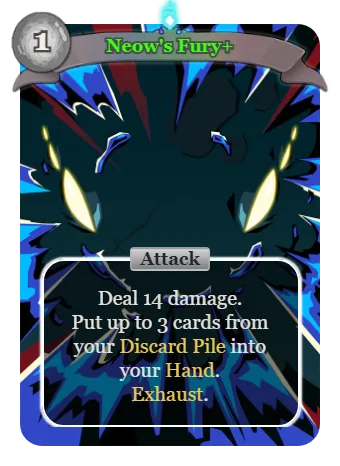 1
Neow's Fury+
Attack
Deal 14 damage.
Put up to 3 cards from
your Discard Pile into
your Hand.
Exhaust.